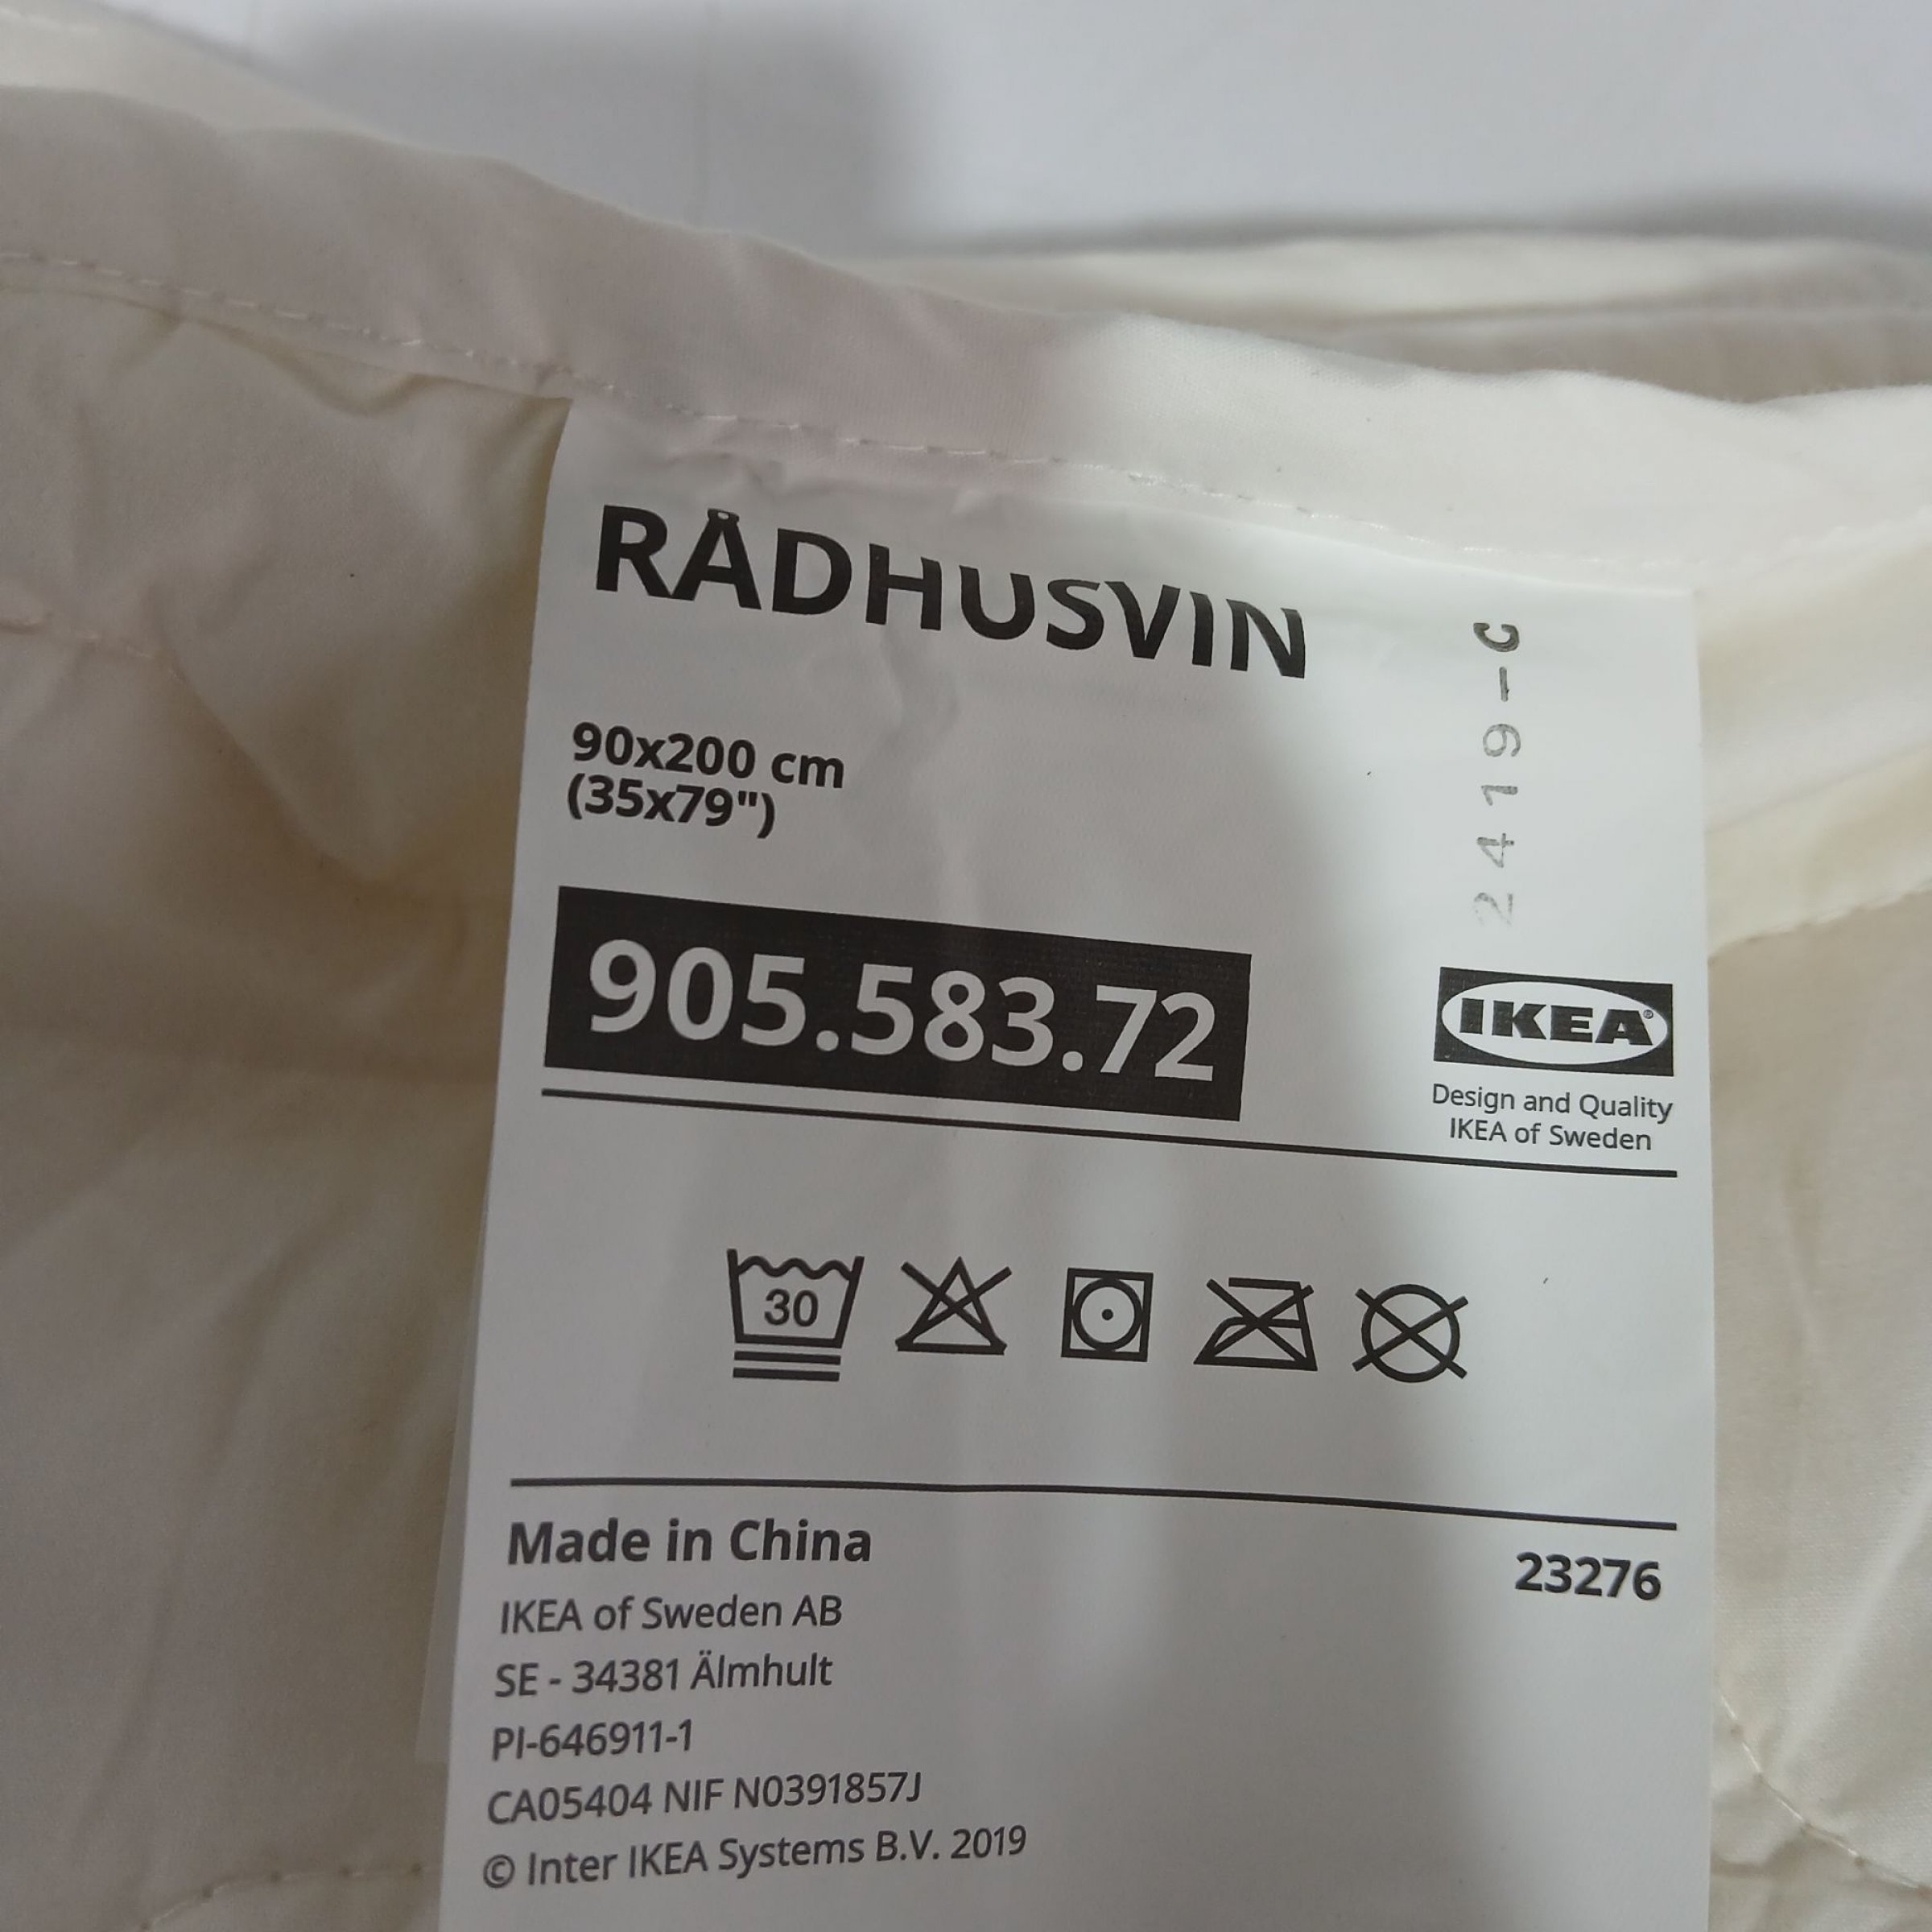 RÅDHUSVIN
2419-C
90x200 cm
(35x79")
905.583.72
IKEA®
Design and Quality
IKEA of Sweden
30
Made in China
23276
IKEA of Sweden AB
SE - 34381 Älmhult
PI-646911-1
CA05404 NIF N0391857J
© Inter IKEA Systems B.V. 2019